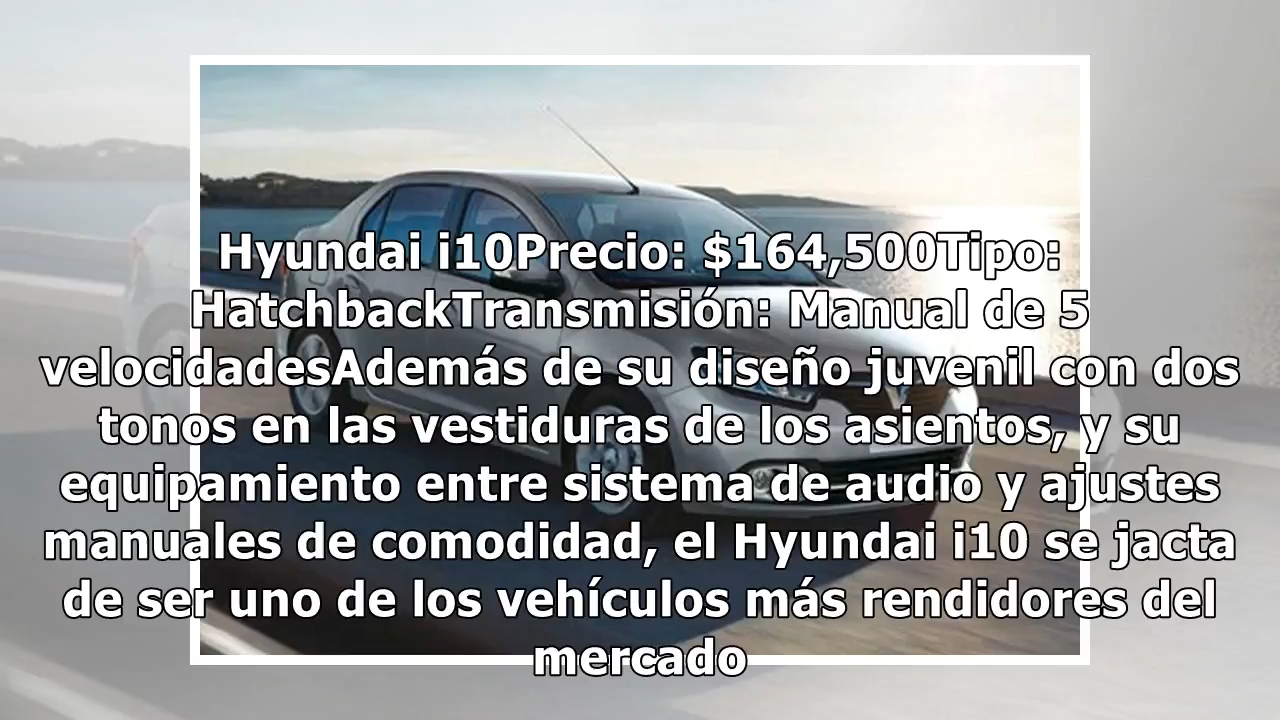 Hyundai i10Precio: $164,500Tipo:
HatchbackTransmisión: Manual de 5
velocidadesAdemás de su diseño juvenil con dos
tonos en las vestiduras de los asientos, y su
equipamiento entre sistema de audio y ajustes
manuales de comodidad, el Hyundai i10 se jacta
de ser uno de los vehículos más rendidores del
mercado